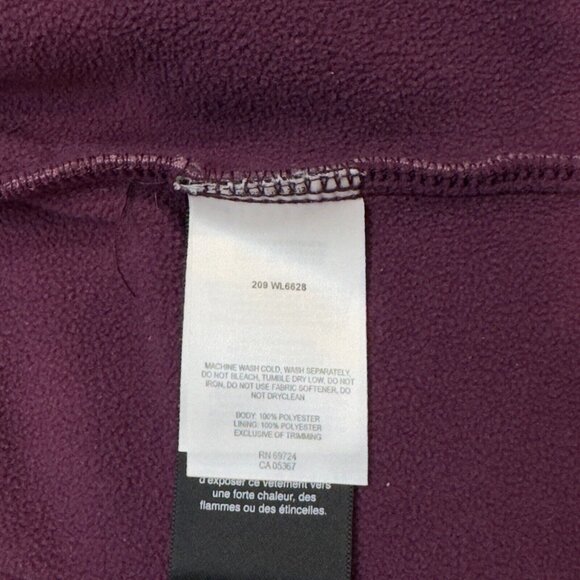 209 WL6628
MACHINE WASH COLD, WASH SEPARATELY,
DO NOT BLEACH, TUMBLE DRY LOW, DO NOT
IRON, DO NOT USE FABRIC SOFTENER, DO
NOT DRYCLEAN
BODY: 100% POLYESTER
LINING: 100% POLYESTER
EXCLUSIVE OF TRIMMING
RN 69724
CA 05367
d'exposer ce vêtement vers
une forte chaleur, des
flammes ou des étincelles.